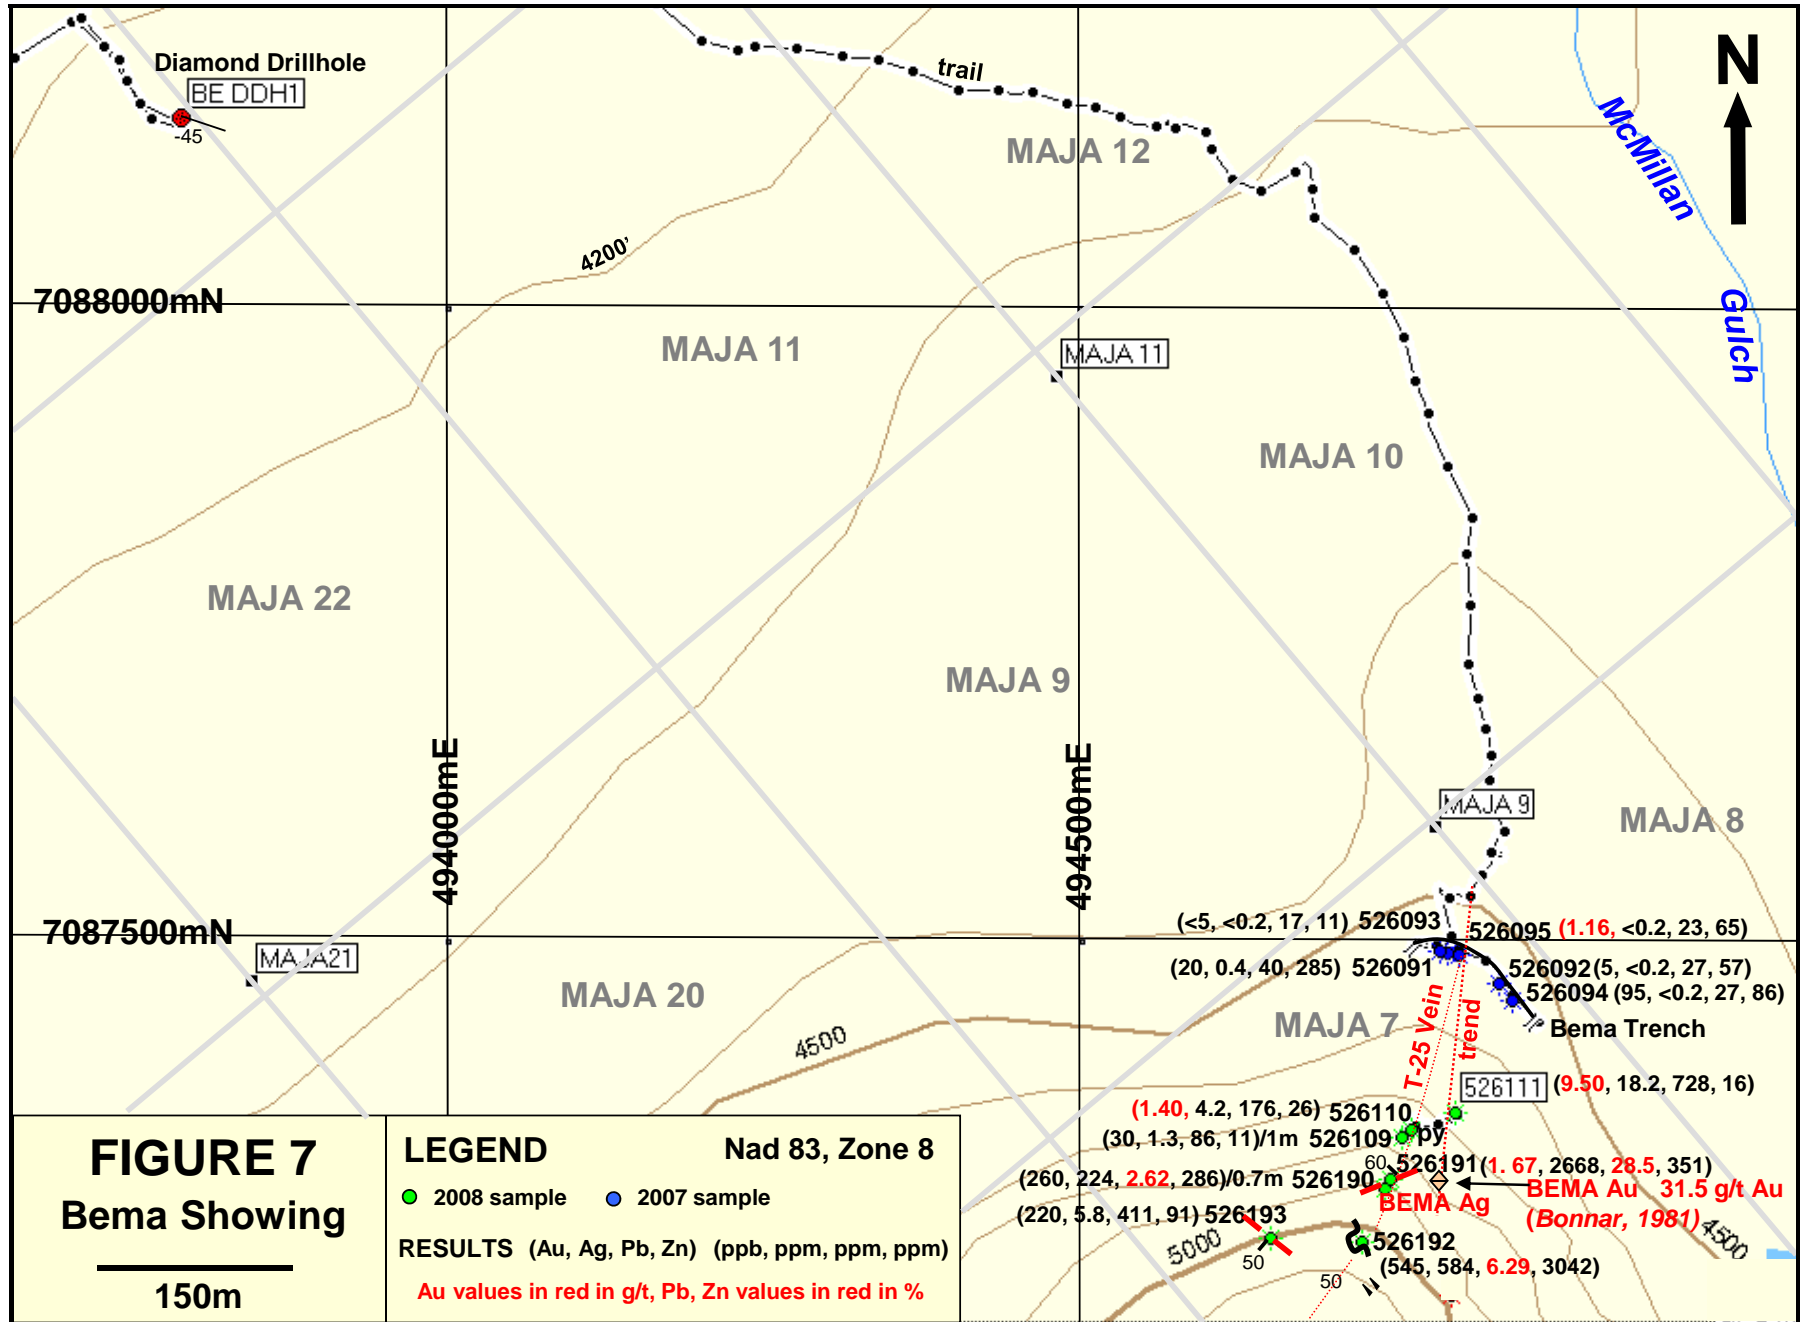 Diamond Drillhole
BE DDH1
-45
trail
N
MAJA 12
McMillan
Gulch
4200'
7088000mN
MAJA 11
MAJA 11
MAJA 10
MAJA 22
MAJA 9
494000mE
494500mE
MAJA 9
MAJA 8
7087500mN
MAJA21
(<5, <0.2, 17, 11) 526093
526095 (1.16, <0.2, 23, 65)
(20, 0.4, 40, 285) 526091
526092 (5, <0.2, 27, 57)
526094 (95, <0.2, 27, 86)
MAJA 20
MAJA 7
T-25 Vein
trend
Bema Trench
4500
526111 (9.50, 18.2, 728, 16)
(1.40, 4.2, 176, 26) 526110
(30, 1.3, 86, 11)/1m 526109
py
60
526191 (1. 67, 2668, 28.5, 351)
(260, 224, 2.62, 286)/0.7m 526190
BEMA Au 31.5 g/t Au
(Bonnar, 1981)
BEMA Ag
(220, 5.8, 411, 91) 526193
5000
50
526192
(545, 584, 6.29, 3042)
50
4500
FIGURE 7
Bema Showing
150m
LEGEND
Nad 83, Zone 8
2008 sample
2007 sample
RESULTS (Au, Ag, Pb, Zn) (ppb, ppm, ppm, ppm)
Au values in red in g/t, Pb, Zn values in red in %